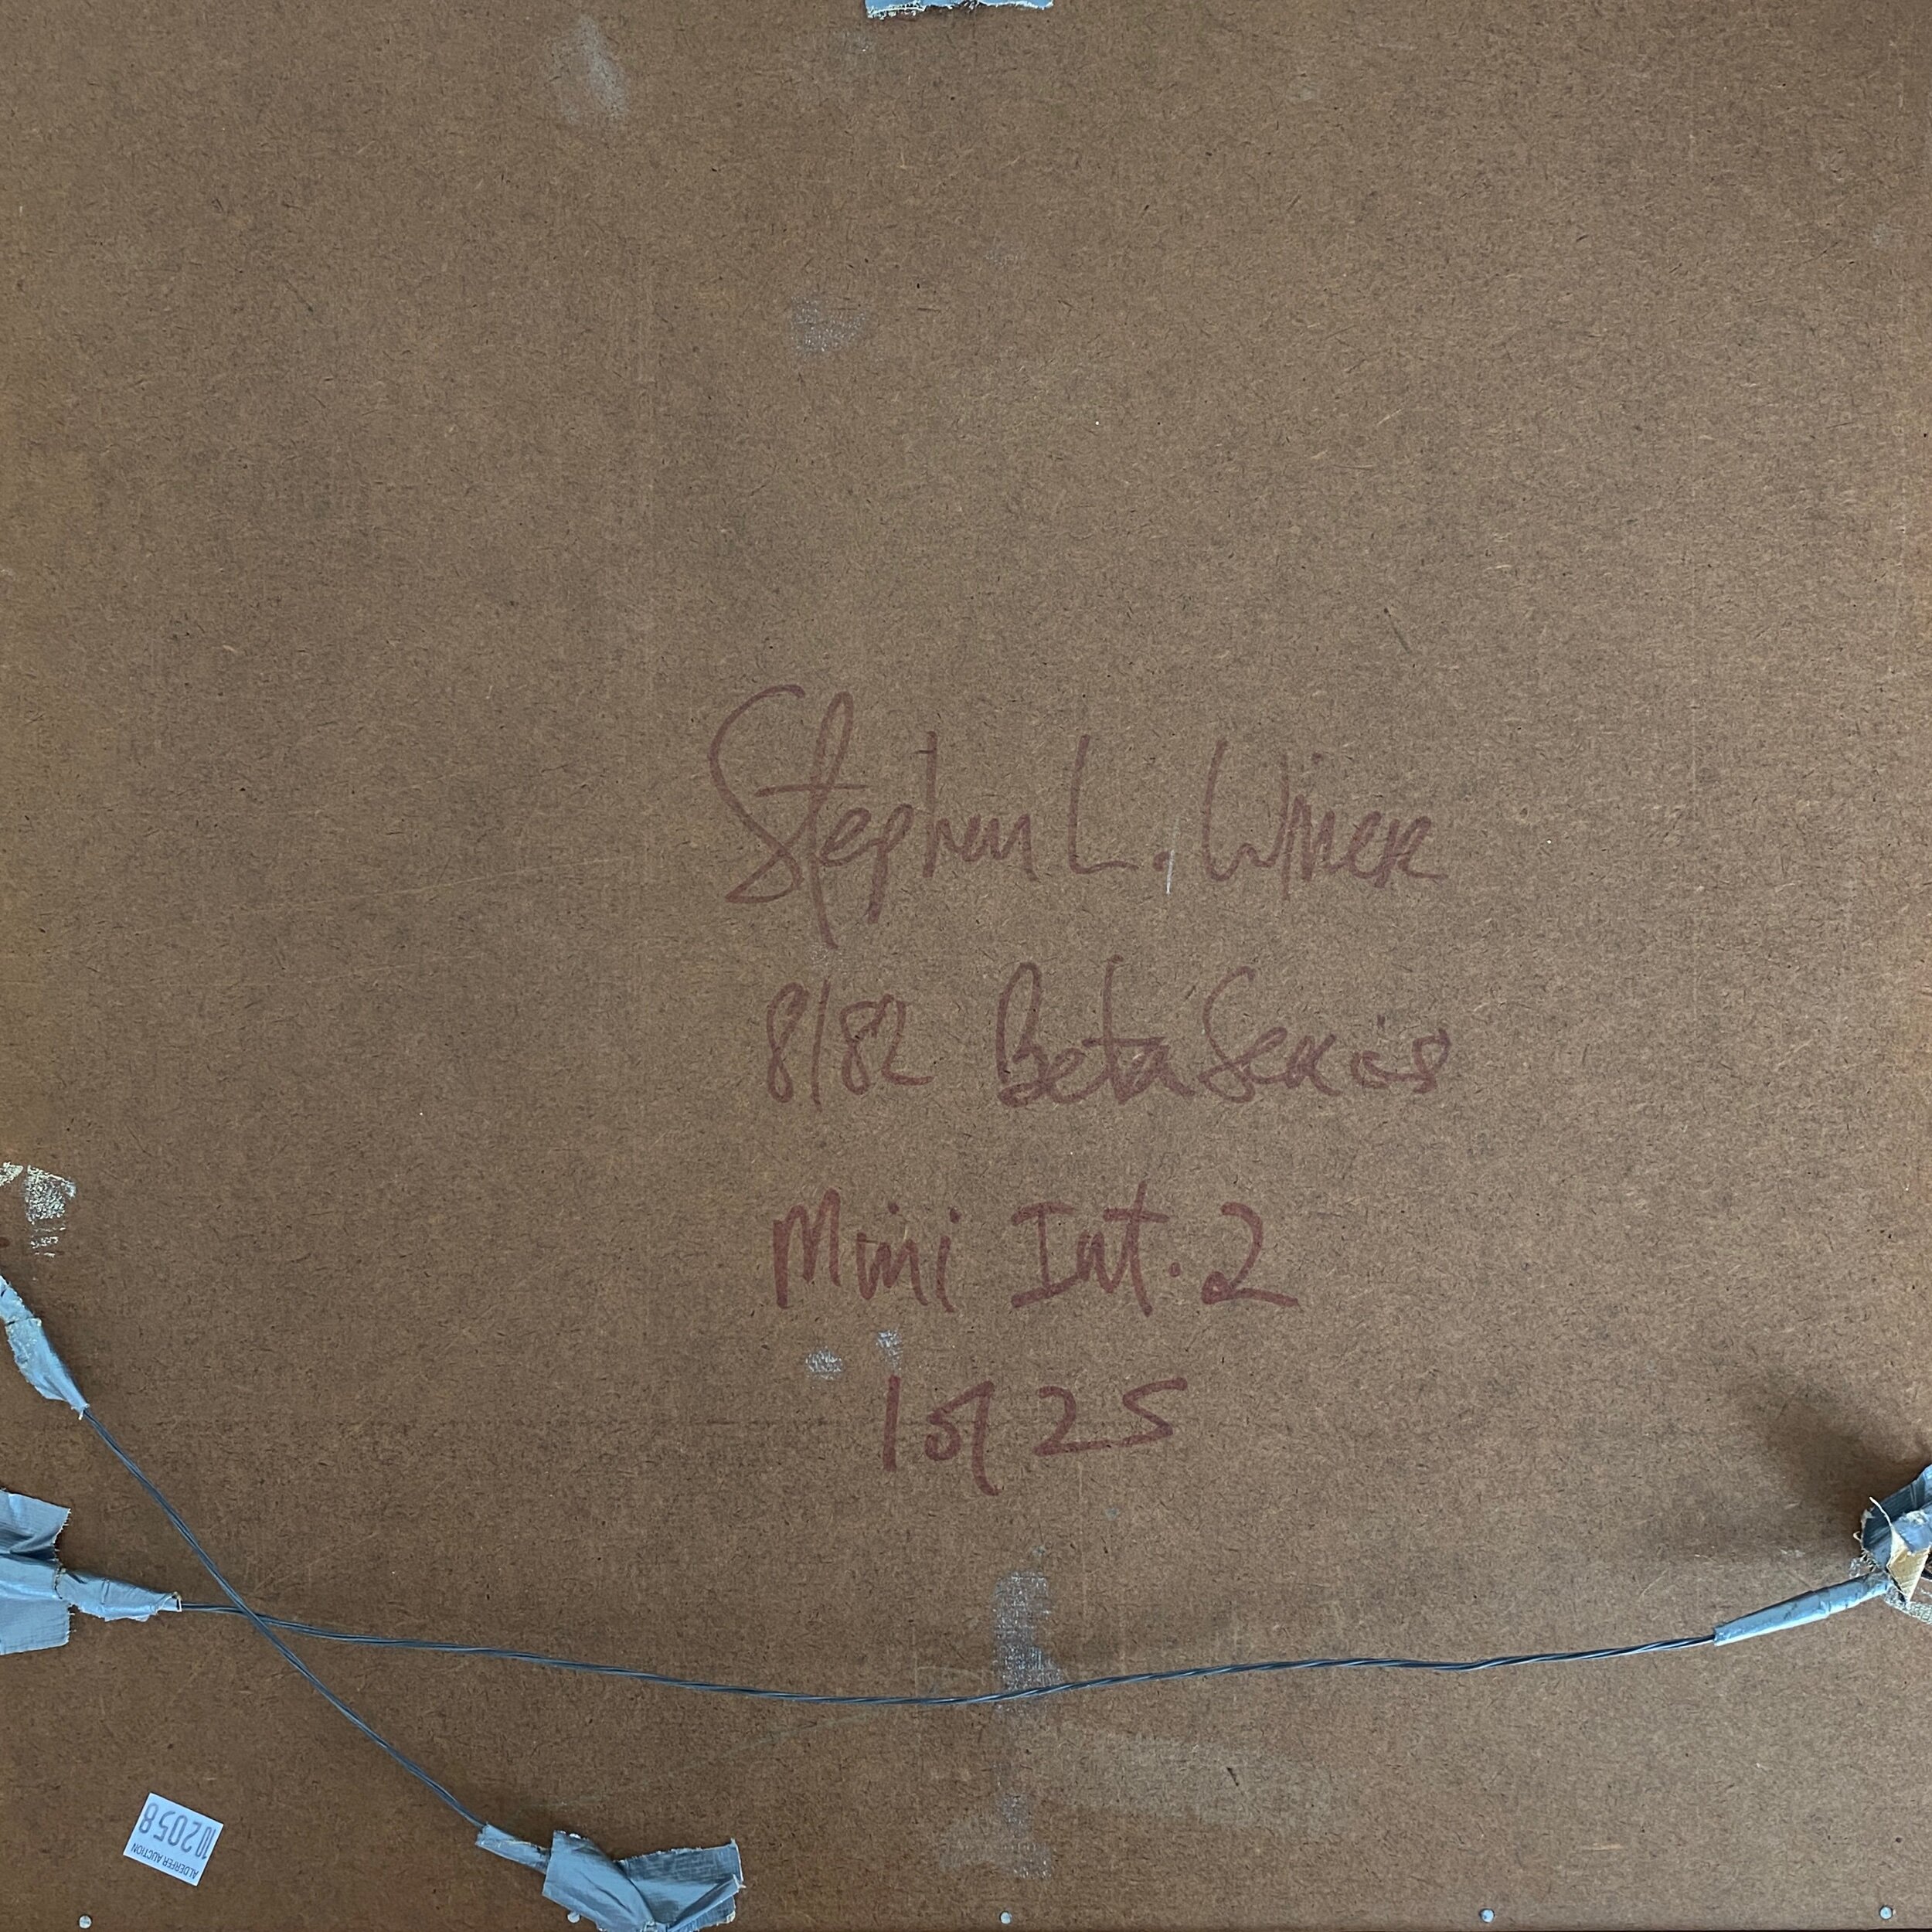 Stephen L. Winer
8/82 Beta Series
Mini Int. 2
1 of 25
102058
ALDERFER AUCTION